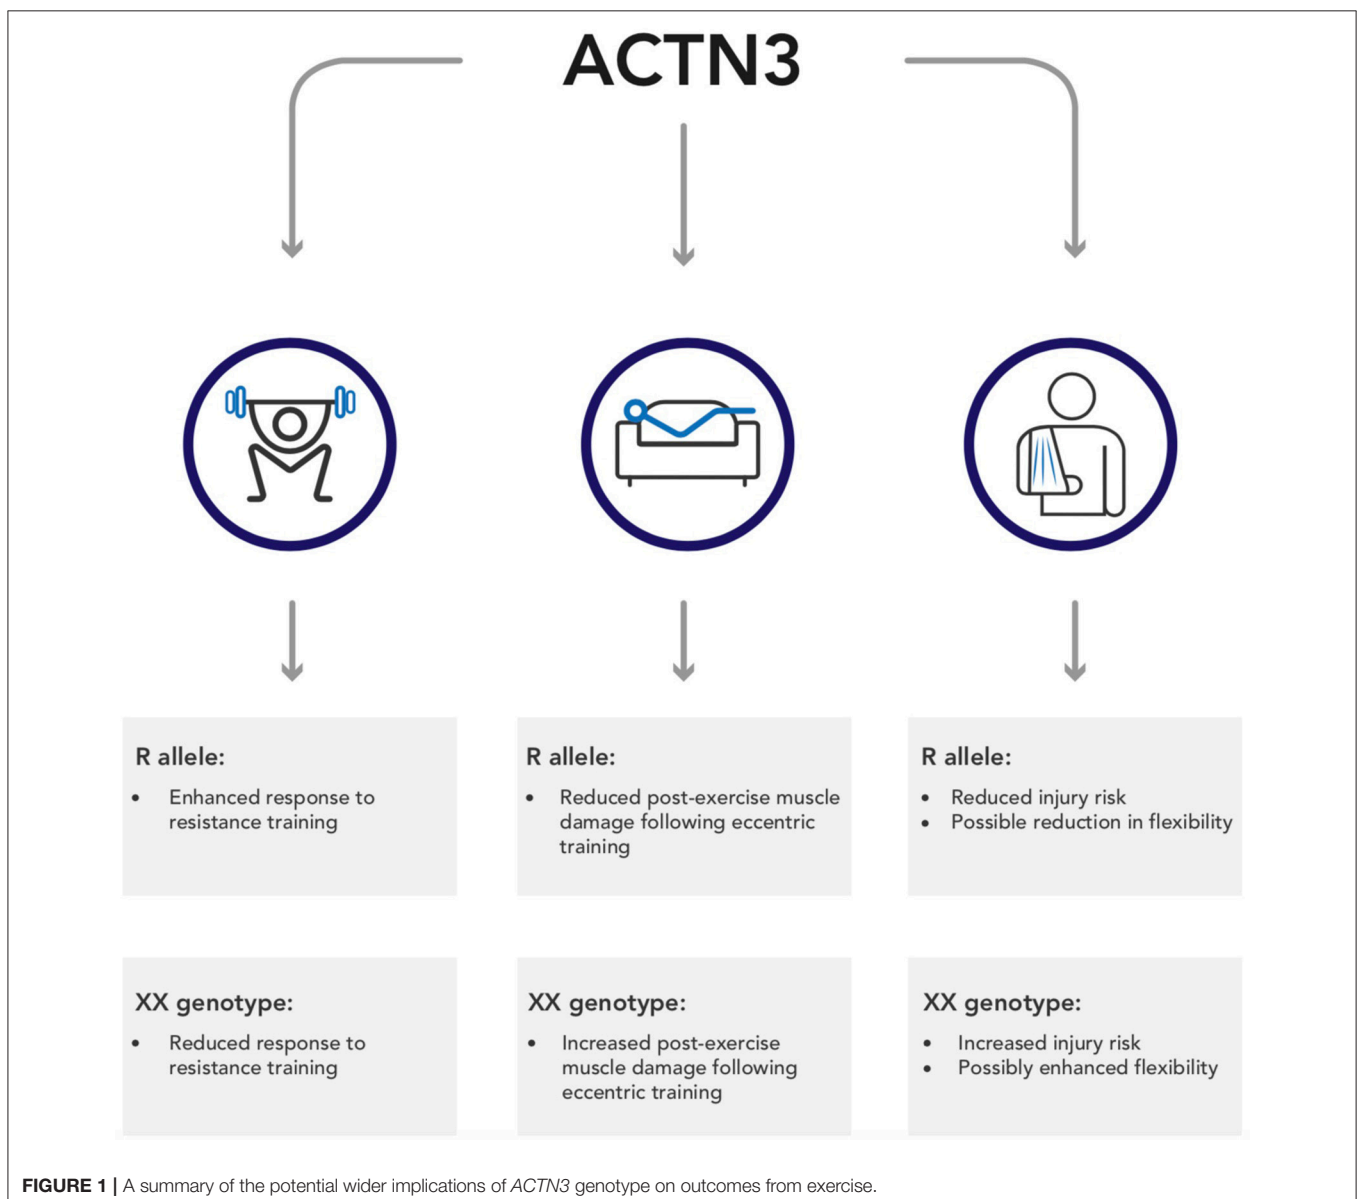 ACTN3
R allele:
• Enhanced response to
resistance training
R allele:
• Reduced post-exercise muscle
damage following eccentric
training
R allele:
• Reduced injury risk
• Possible reduction in flexibility
XX genotype:
• Reduced response to
resistance training
XX genotype:
• Increased post-exercise
muscle damage following
eccentric training
XX genotype:
• Increased injury risk
• Possibly enhanced flexibility
FIGURE 1 | A summary of the potential wider implications of ACTN3 genotype on outcomes from exercise.